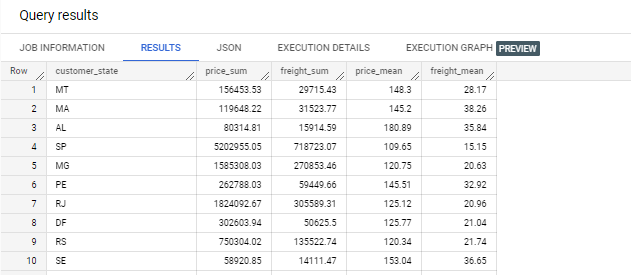 Query results
JOB INFORMATION RESULTS JSON EXECUTION DETAILS EXECUTION GRAPH PREVIEW
Row customer_state price_sum freight_sum price_mean freight_mean
1 MT 156453.53 29715.43 148.3 28.17
2 MA 119648.22 31523.77 145.2 38.26
3 AL 80314.81 15914.59 180.89 35.84
4 SP 5202955.05 718723.07 109.65 15.15
5 MG 1585308.03 270853.46 120.75 20.63
6 PE 262788.03 59449.66 145.51 32.92
7 RJ 1824092.67 305589.31 125.12 20.96
8 DF 302603.94 50625.5 125.77 21.04
9 RS 750304.02 135522.74 120.34 21.74
10 SE 58920.85 14111.47 153.04 36.65